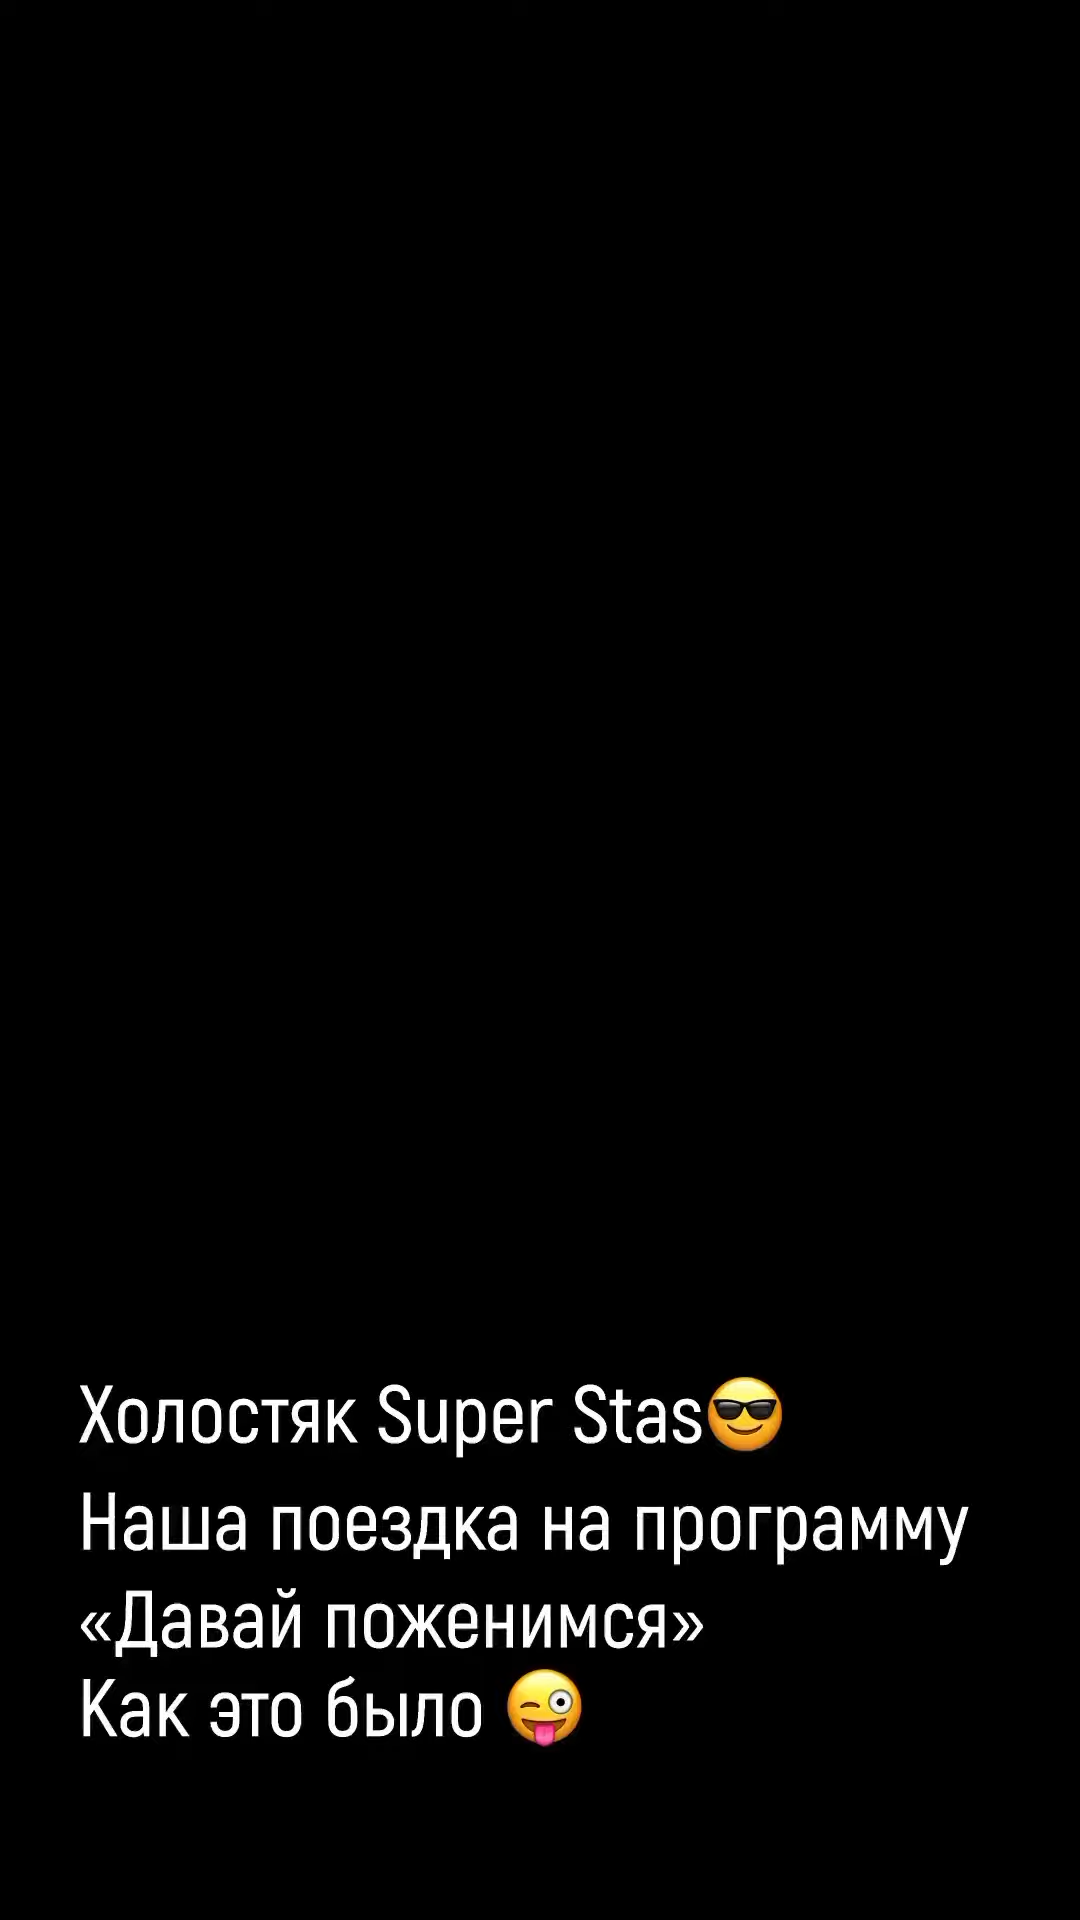 Холостяк Super Stas😎
Наша поездка на программу
«Давай поженимся»
Как это было 😜